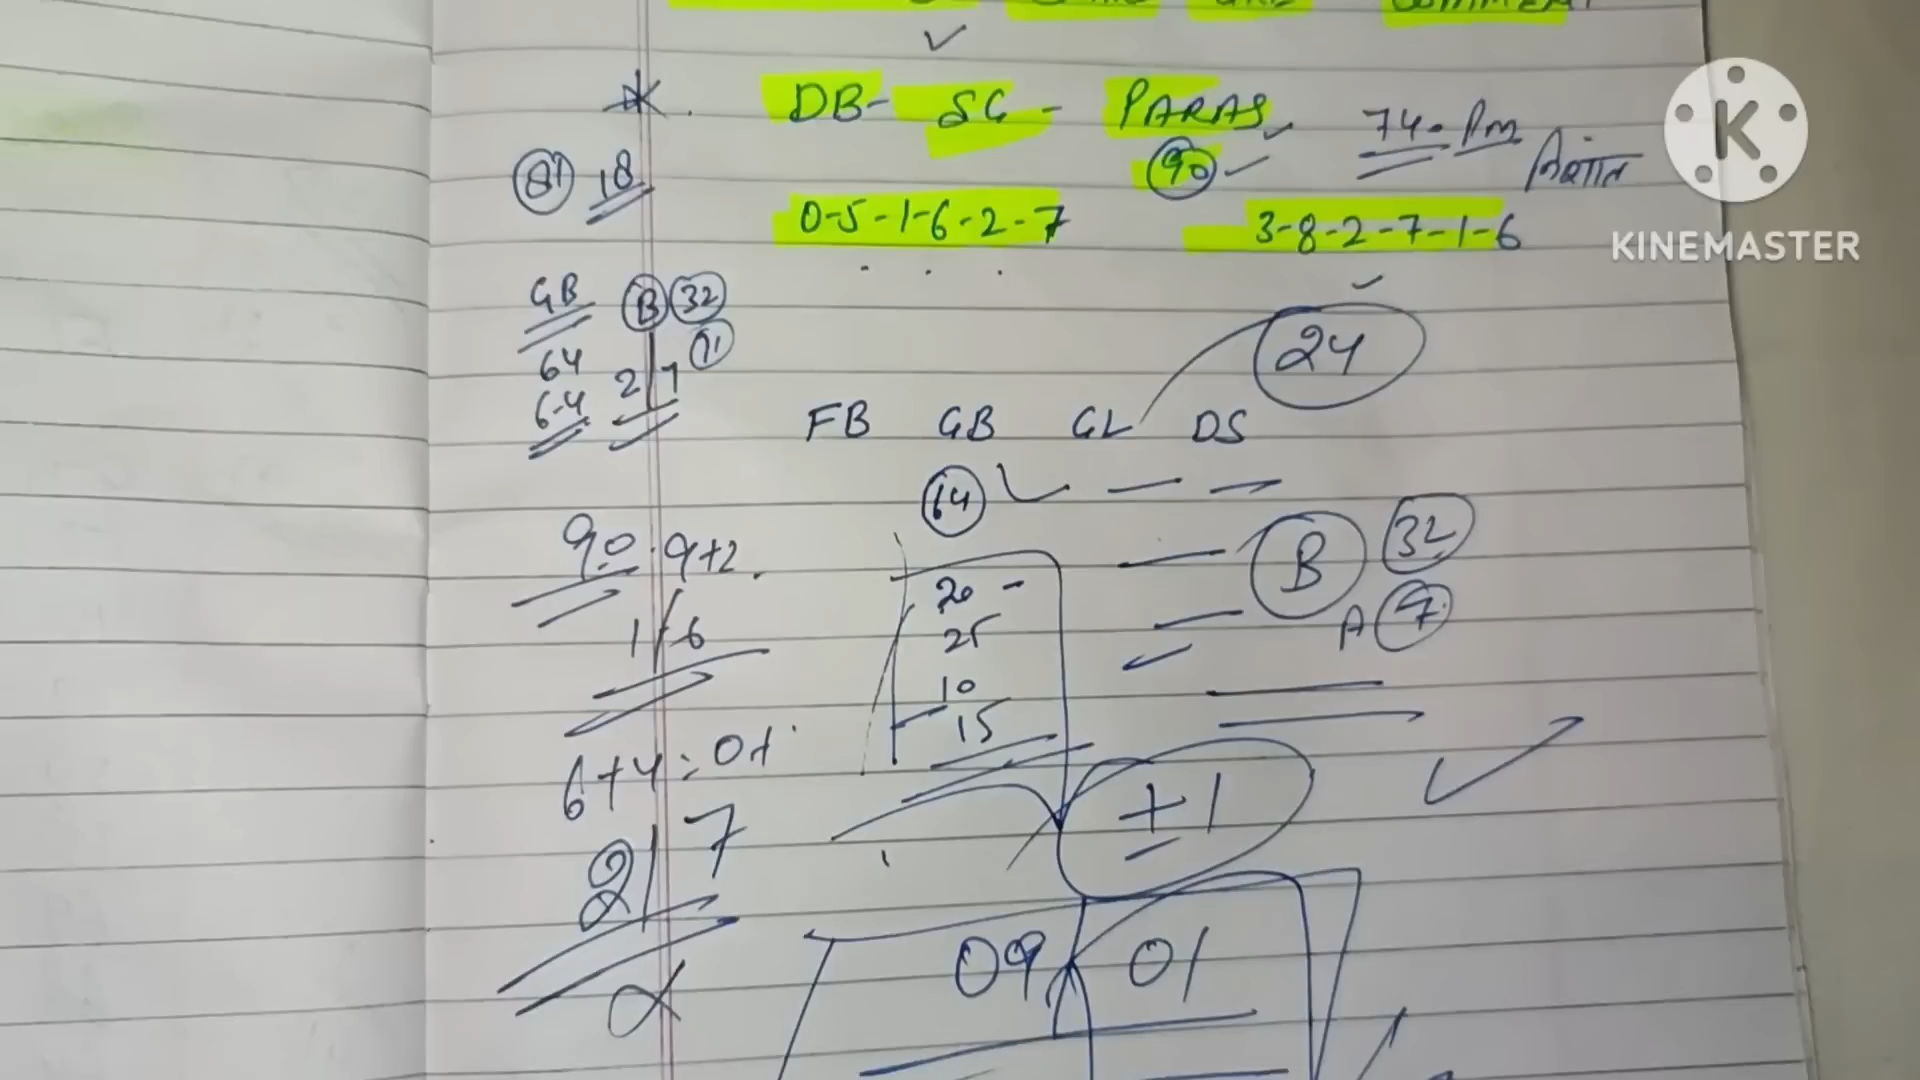 COMMENT
DB- SG - PARAS 74. Pm
81 18 90
0-5-1-6-2-7 3-8-2-7-1-6
KINEMASTER
GB B 32
24
64 2/7
6-4
FB GB GL DS
64
90. 9+2.
20 - B 32
1/6 25 A
10
15
6+4=
+1
2/7
09 01